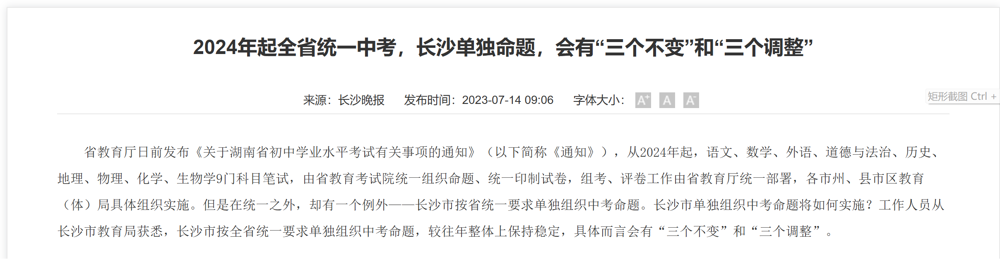 2024年起全省统一中考，长沙单独命题，会有“三个不变”和“三个调整”
来源：长沙晚报 发布时间：2023-07-14 09:06 字体大小： A+ A A-
矩形截图 Ctrl +
省教育厅日前发布《关于湖南省初中学业水平考试有关事项的通知》（以下简称《通知》），从2024年起，语文、数学、外语、道德与法治、历史、
地理、物理、化学、生物学9门科目笔试，由省教育考试院统一组织命题、统一印制试卷，组考、评卷工作由省教育厅统一部署，各市州、县市区教育
（体）局具体组织实施。但是在统一之外，却有一个例外——长沙市按省统一要求单独组织中考命题。长沙市单独组织中考命题将如何实施？工作人员从
长沙市教育局获悉，长沙市按全省统一要求单独组织中考命题，较往年整体上保持稳定，具体而言会有“三个不变”和“三个调整”。